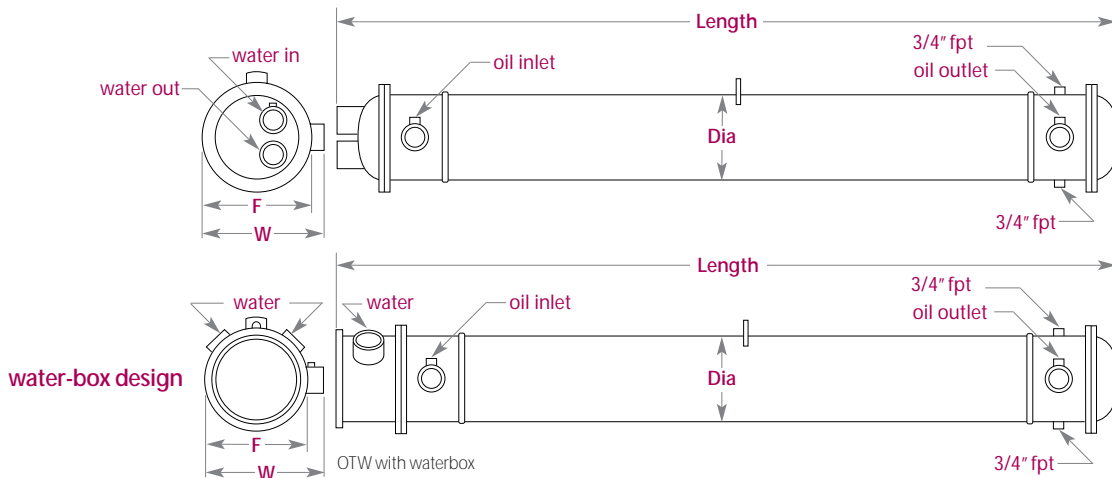 Length
3/4" fpt
water in
oil inlet
oil outlet
water out
Dia
F
W
3/4" fpt
Length
3/4" fpt
water
water
oil inlet
oil outlet
water-box design
Dia
F
W
OTW with waterbox
3/4" fpt